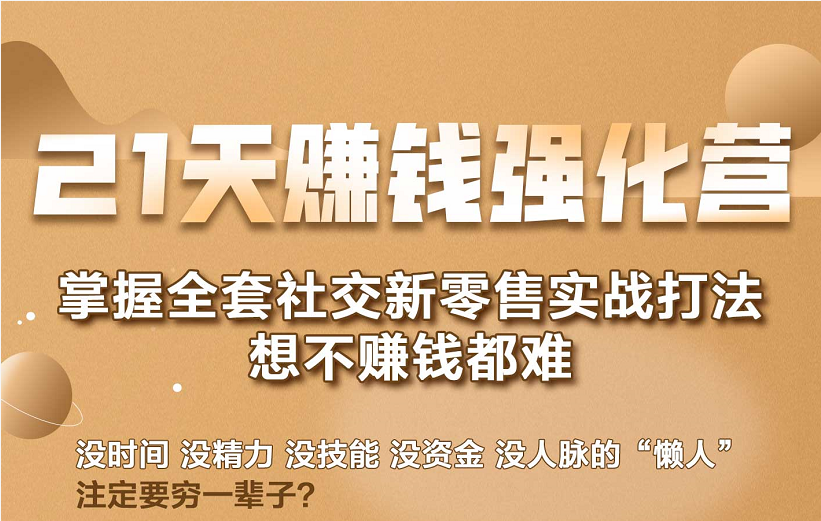 21天赚钱强化营
掌握全套社交新零售实战打法
想不赚钱都难
没时间 没精力 没技能 没资金 没人脉的“懒人”
注定要穷一辈子？